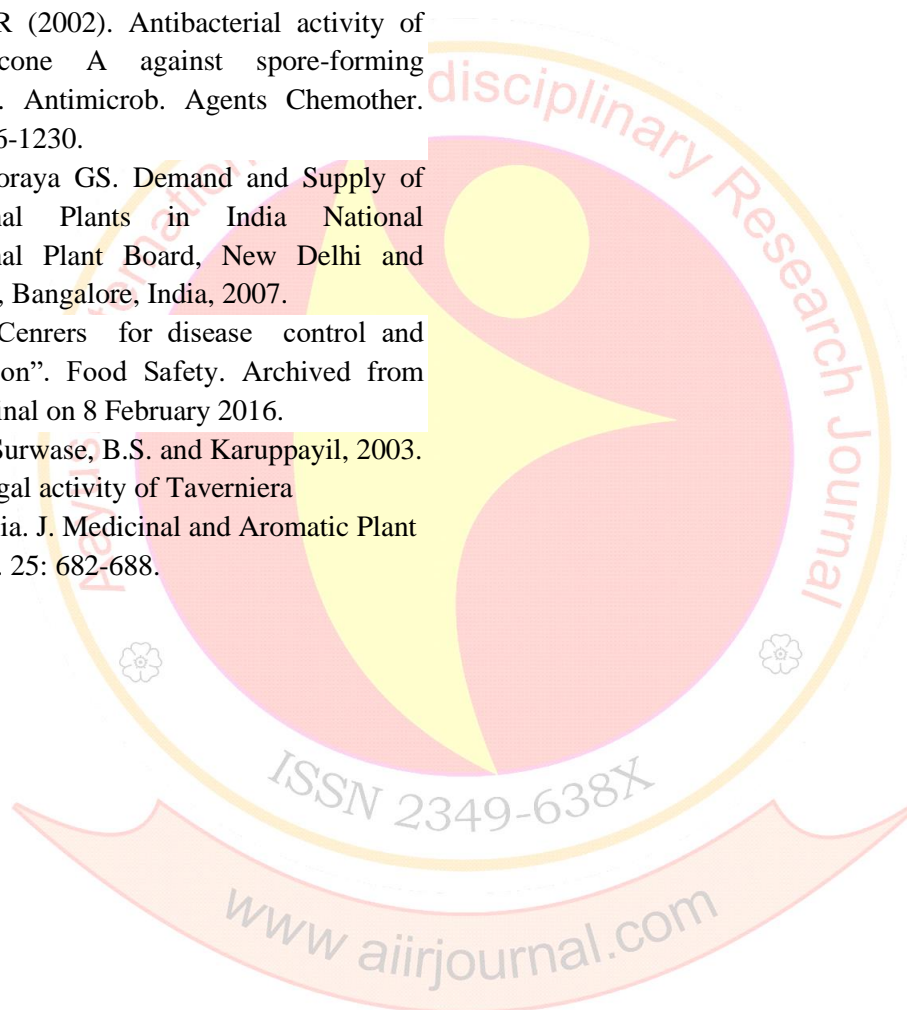 R (2002). Antibacterial activity of
cone A against spore-forming
. Antimicrob. Agents Chemother.
6-1230.
oraya GS. Demand and Supply of
nal Plants in India National
nal Plant Board, New Delhi and
, Bangalore, India, 2007.
Cenrers for disease control and
on”. Food Safety. Archived from
inal on 8 February 2016.
Surwase, B.S. and Karuppayil, 2003.
gal activity of Taverniera
ia. J. Medicinal and Aromatic Plant
. 25: 682-688.
disciplinary Research Journal
ISSN 2349-638X
www aiirjournal.com